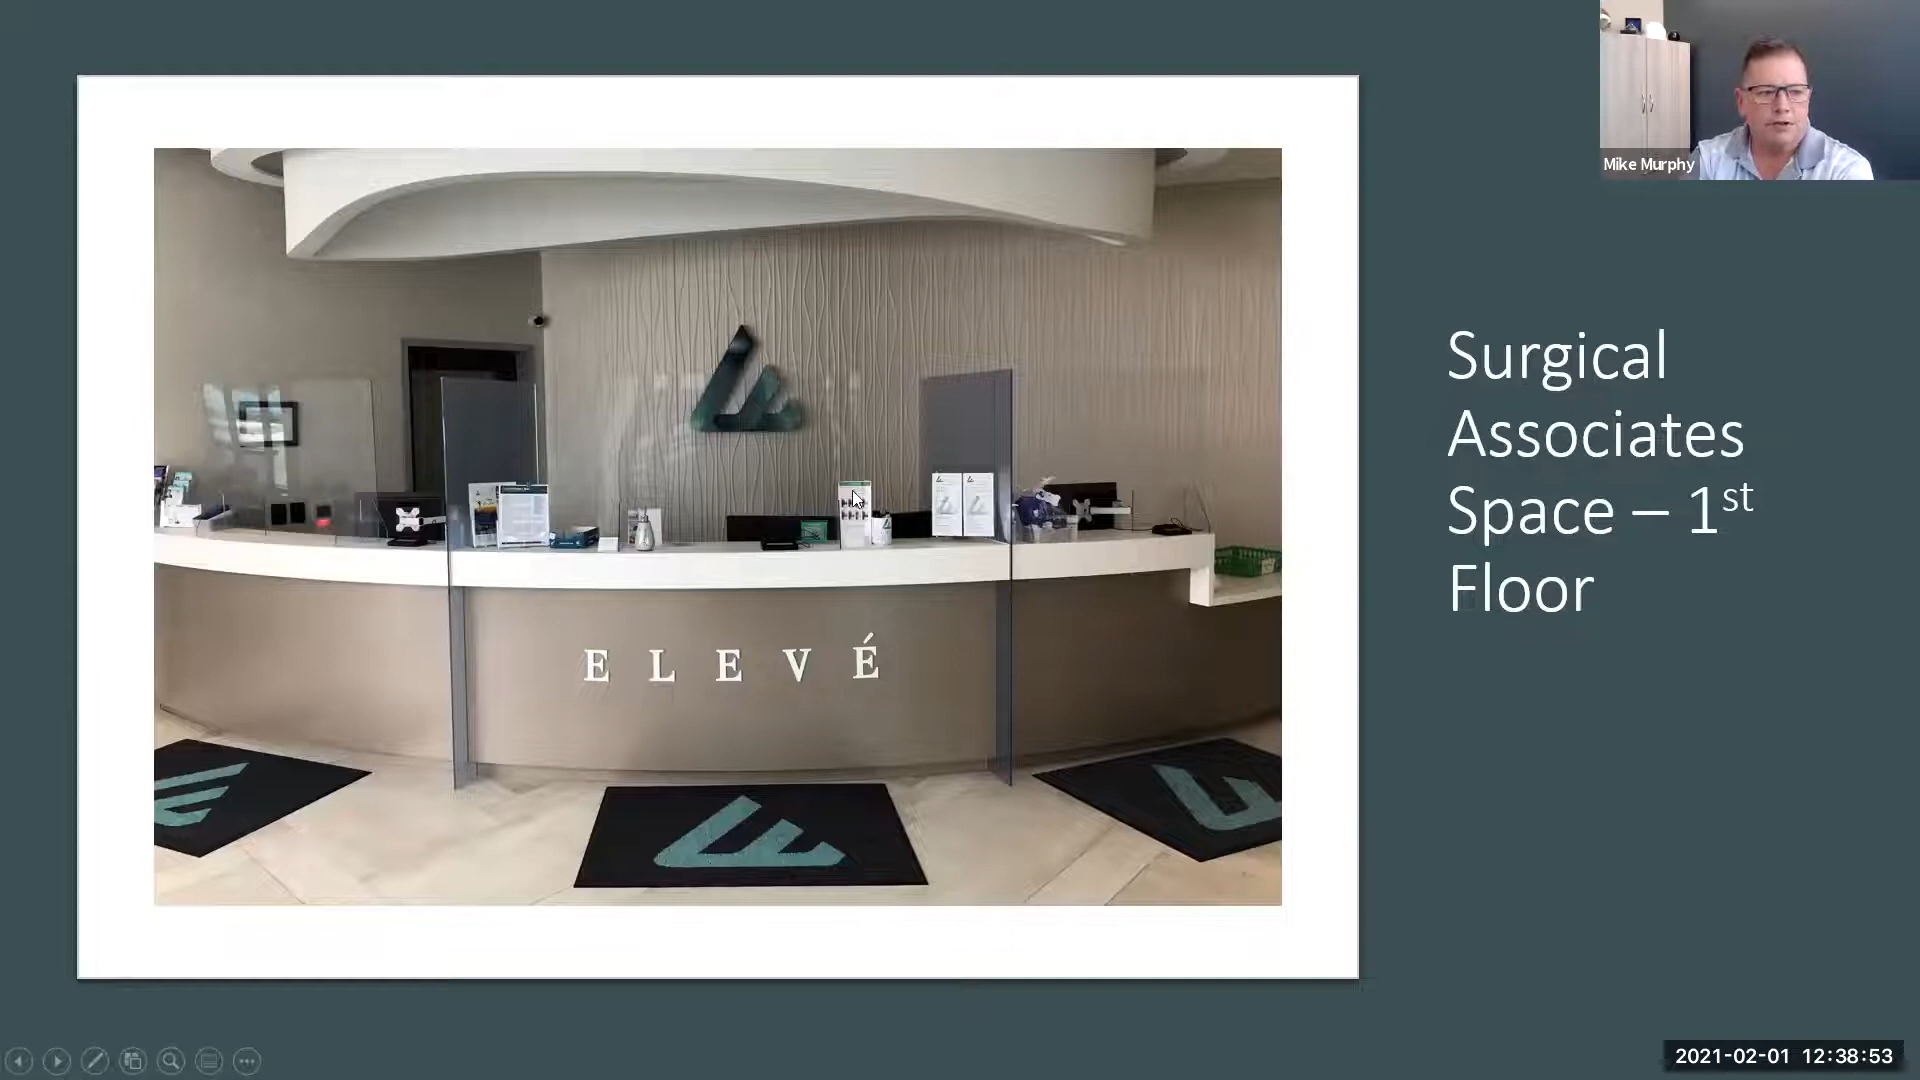 Mike Murphy
Surgical
Associates
Space – 1st
Floor
ELEVÉ
2021-02-01 12:38:53